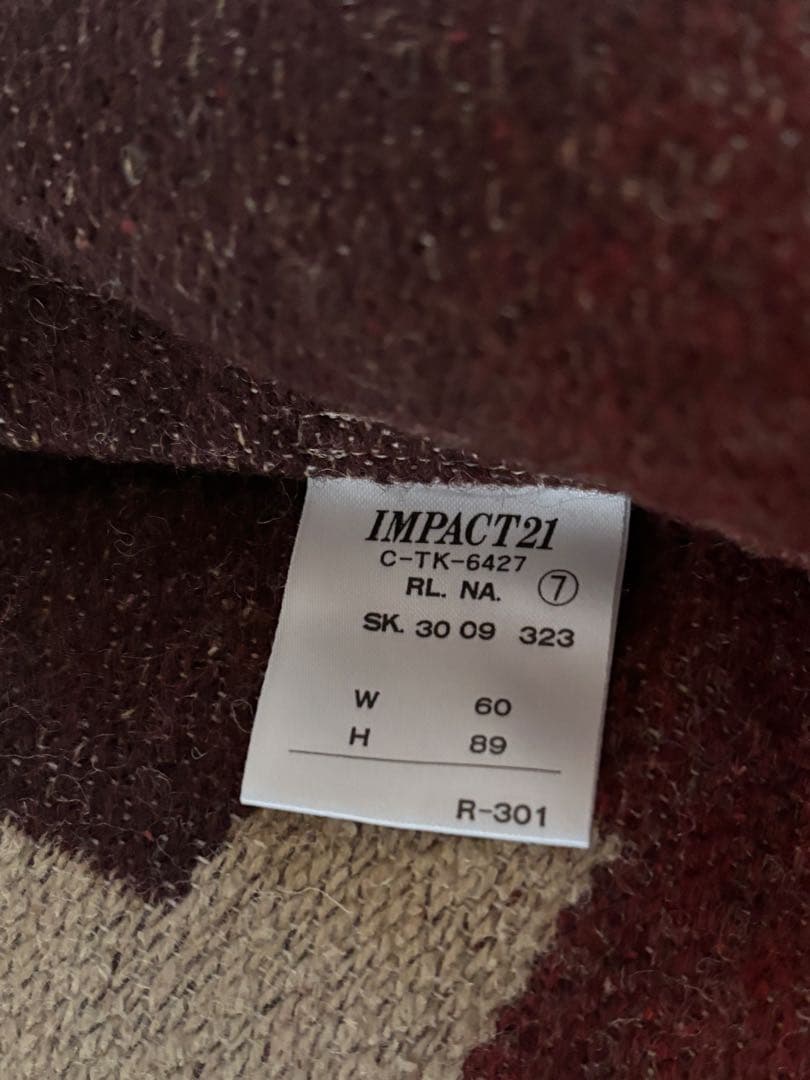 IMPACT21
C-TK-6427
RL. NA. ⑦
SK. 30 09 323
W 60
H 89
R-301